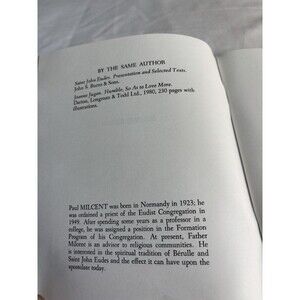 BY THE SAME AUTHOR
Saint John Eudes. Presentation and Selected Texts.
John S. Burns & Sons.
Jeanne Jugan. Humble, So As to Love More.
Darton, Longman & Todd Ltd., 1980, 230 pages with
illustrations.
Paul MILCENT was born in Normandy in 1923; he
was ordained a priest of the Eudist Congregation in
1949. After spending some years as a professor in a
college, he was assigned a position in the Formation
Program of his Congregation. At present, Father
Milcent is an advisor to religious communities. He
is interested in the spiritual tradition of Bérulle and
Saint John Eudes and the effect it can have upon the
apostolate today.